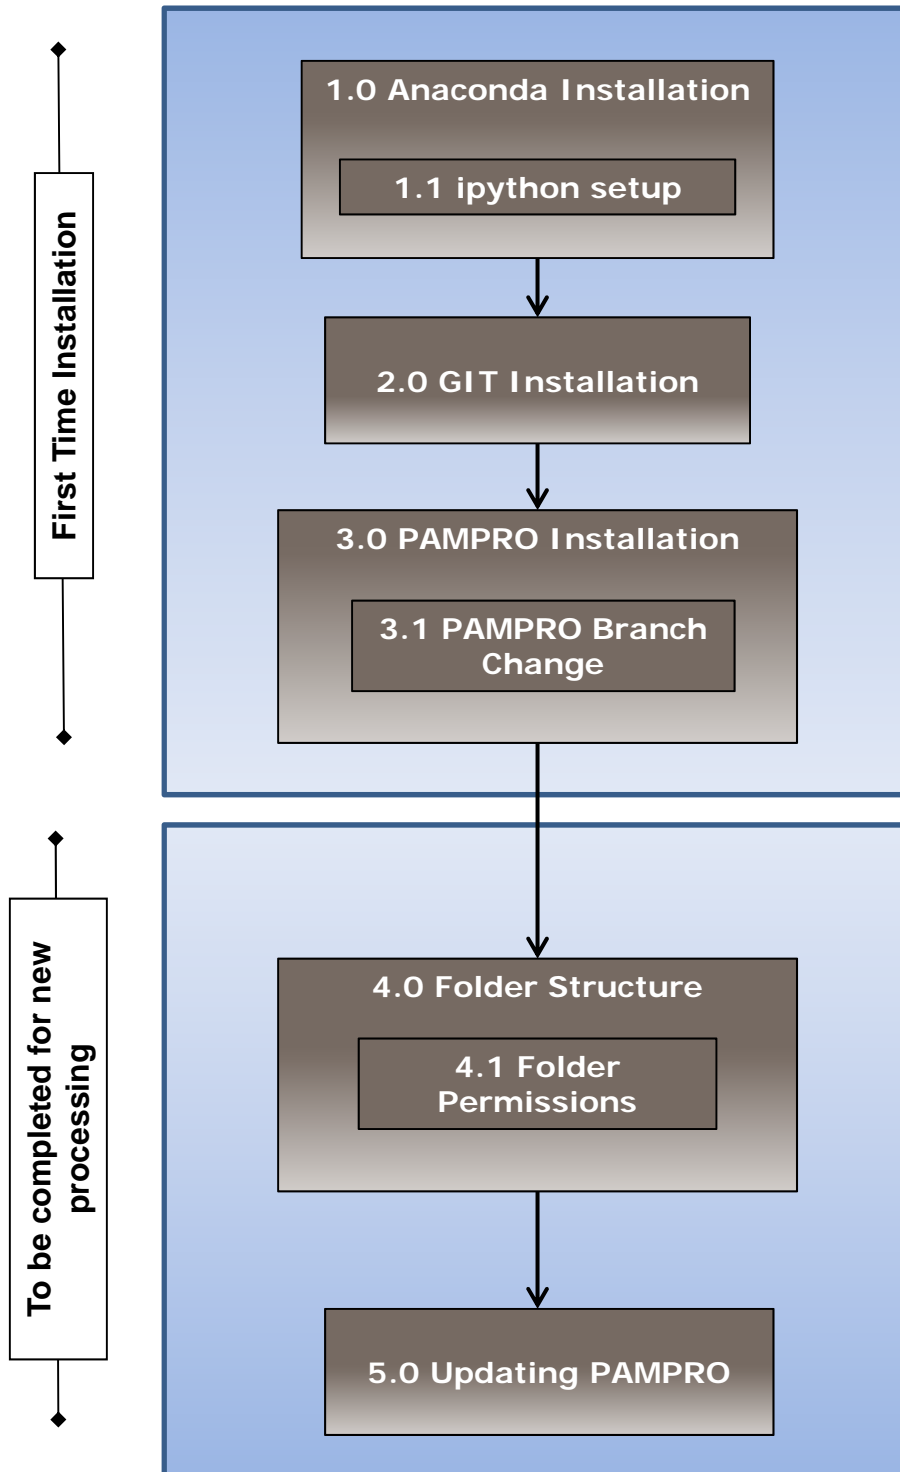 First Time Installation
1.0 Anaconda Installation
1.1 ipython setup
2.0 GIT Installation
3.0 PAMPRO Installation
3.1 PAMPRO Branch
Change
To be completed for new
processing
4.0 Folder Structure
4.1 Folder
Permissions
5.0 Updating PAMPRO